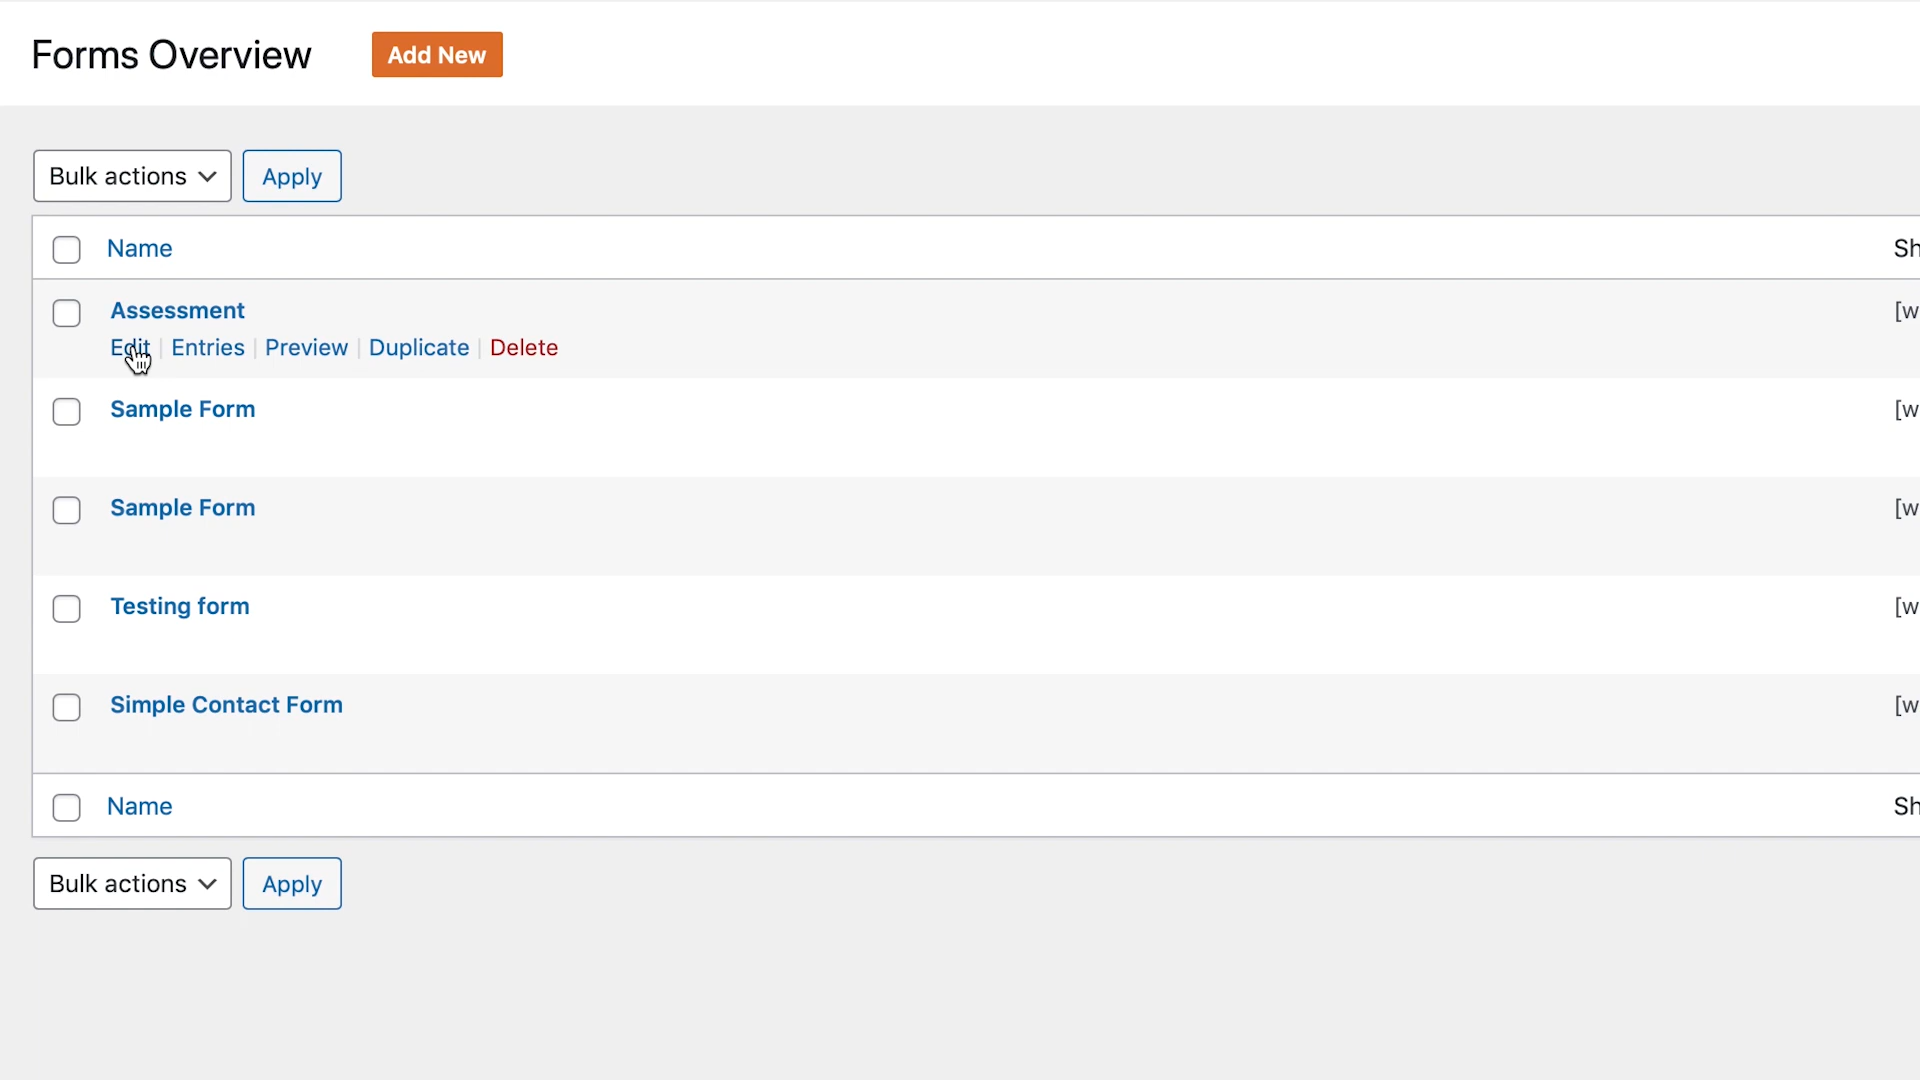 Forms Overview Add New
Bulk actions Apply
Name Sh
Assessment [w
Edit | Entries | Preview | Duplicate | Delete
Sample Form [w
Sample Form [w
Testing form [w
Simple Contact Form [w
Name Sh
Bulk actions Apply